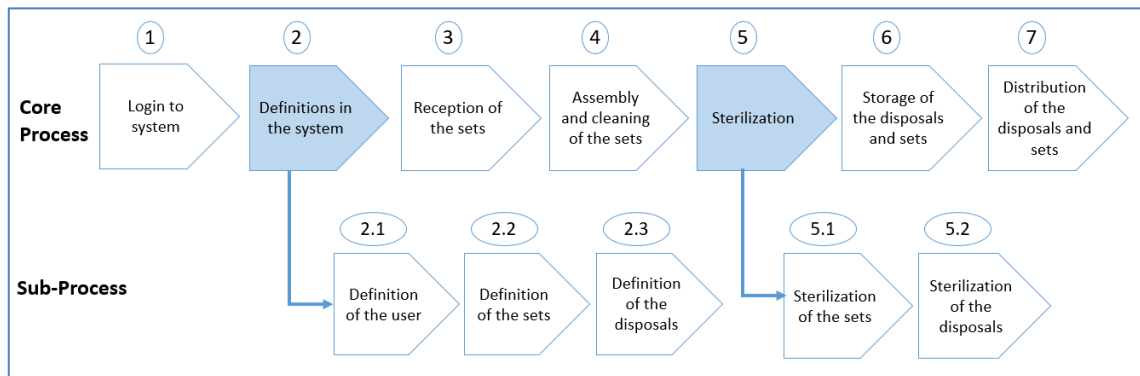 1
2
3
4
5
6
7
Core
Process
Login to
system
Definitions in
the system
Reception of
the sets
Assembly
and cleaning
of the sets
Sterilization
Storage of
the disposals
and sets
Distribution
of the
disposals and
sets
2.1
2.2
2.3
5.1
5.2
Sub-Process
Definition
of the user
Definition
of the sets
Definition
of the
disposals
Sterilization
of the sets
Sterilization
of the
disposals